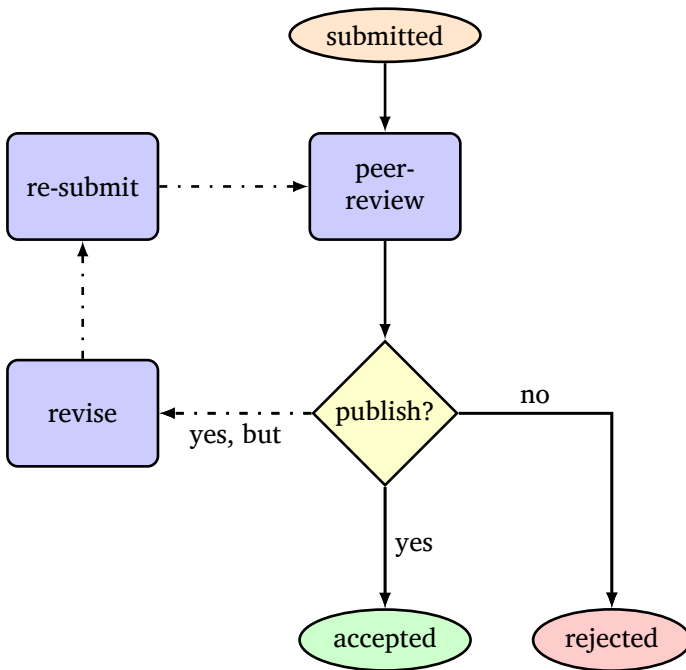 submitted
re-submit
peer-
review
revise
yes, but
publish?
no
yes
accepted
rejected